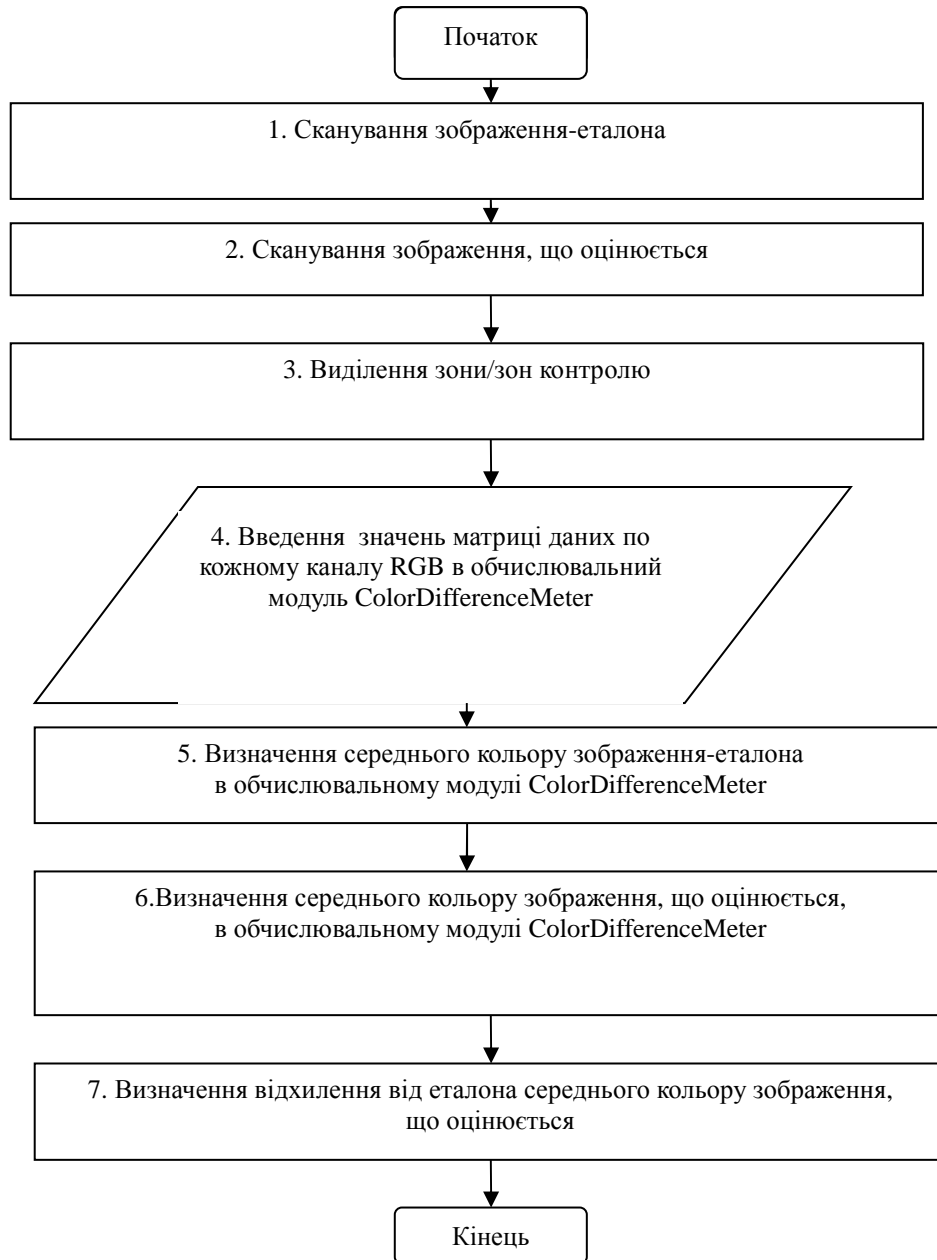 Початок
1. Сканування зображення-еталона
2. Сканування зображення, що оцінюється
3. Виділення зони/зон контролю
4. Введення значень матриці даних по
кожному каналу RGB в обчислювальний
модуль ColorDifferenceMeter
5. Визначення середнього кольору зображення-еталона
в обчислювальному модулі ColorDifferenceMeter
6.Визначення середнього кольору зображення, що оцінюється,
в обчислювальному модулі ColorDifferenceMeter
7. Визначення відхилення від еталона середнього кольору зображення,
що оцінюється
Кінець